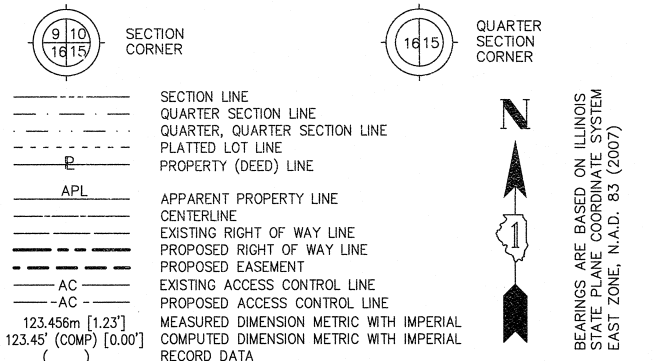 9 10
16 15
SECTION
CORNER
16 15
QUARTER
SECTION
CORNER
SECTION LINE
QUARTER SECTION LINE
QUARTER, QUARTER SECTION LINE
PLATTED LOT LINE
PL PROPERTY (DEED) LINE
APL APPARENT PROPERTY LINE
CENTERLINE
EXISTING RIGHT OF WAY LINE
PROPOSED RIGHT OF WAY LINE
PROPOSED EASEMENT
AC EXISTING ACCESS CONTROL LINE
AC PROPOSED ACCESS CONTROL LINE
123.456m [1.23'] MEASURED DIMENSION METRIC WITH IMPERIAL
123.45' (COMP) [0.00'] COMPUTED DIMENSION METRIC WITH IMPERIAL
( ) RECORD DATA
N
1
BEARINGS ARE BASED ON ILLINOIS
STATE PLANE COORDINATE SYSTEM
EAST ZONE, N.A.D. 83 (2007)